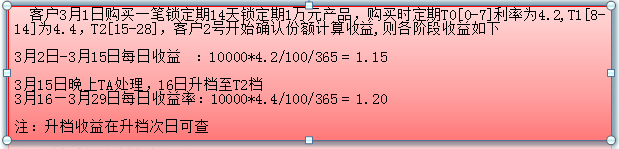 客户3月1日购买一笔锁定期14天锁定期1万元产品，购买时定期T0[0-7]利率为4.2,T1[8-
14]为4.4，T2[15-28]，客户2号开始确认份额计算收益,则各阶段收益如下
3月2日-3月15日每日收益 ：10000*4.2/100/365＝1.15
3月15日晚上TA处理，16日升档至T2档
3月16－3月29日每日收益率：10000*4.4/100/365＝1.20
注：升档收益在升档次日可查